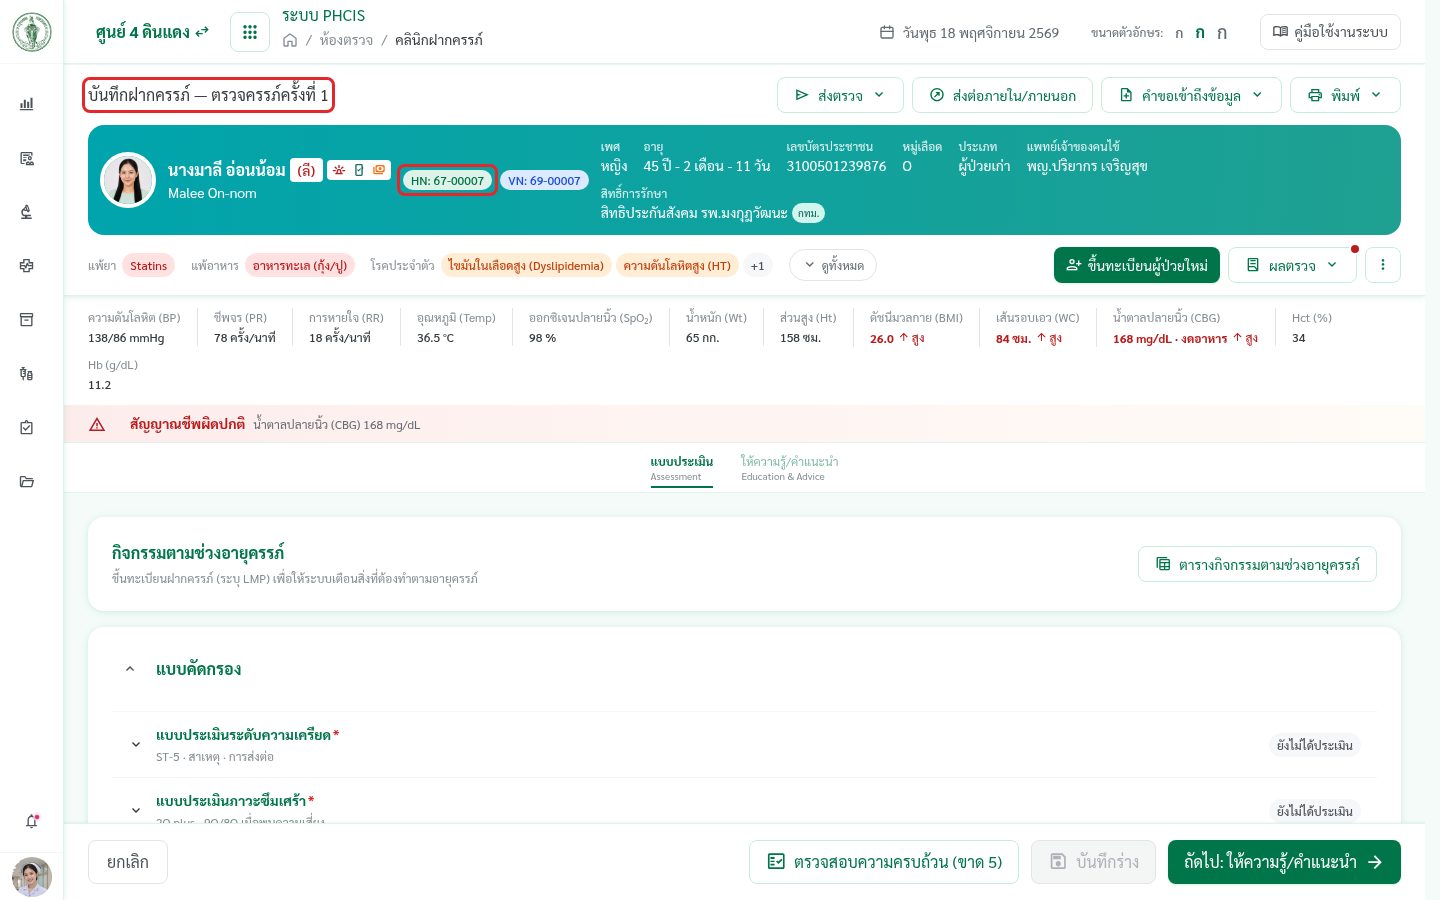 ศูนย์ 4 ดินแดง
ระบบ PHCIS
/ ห้องตรวจ / คลินิกฝากครรภ์
วันพุธ 18 พฤศจิกายน 2569
ขนาดตัวอักษร: ก ก ก
คู่มือใช้งานระบบ
บันทึกฝากครรภ์ — ตรวจครรภ์ครั้งที่ 1
ส่งตรวจ
ส่งต่อภายใน/ภายนอก
คำขอเข้าถึงข้อมูล
พิมพ์
นางมาลี อ่อนน้อม (ลี)
Malee On-nom
HN: 67-00007
VN: 69-00007
เพศ
หญิง
อายุ
45 ปี - 2 เดือน - 11 วัน
เลขบัตรประชาชน
3100501239876
หมู่เลือด
O
ประเภท
ผู้ป่วยเก่า
แพทย์เจ้าของคนไข้
พญ.ปริยากร เจริญสุข
สิทธิ์การรักษา
สิทธิประกันสังคม รพ.มงกุฎวัฒนะ กทม.
แพ้ยา Statins
แพ้อาหาร อาหารทะเล (กุ้ง/ปู)
โรคประจำตัว ไขมันในเลือดสูง (Dyslipidemia) ความดันโลหิตสูง (HT) +1
ดูทั้งหมด
ขึ้นทะเบียนผู้ป่วยใหม่
ผลตรวจ
ความดันโลหิต (BP)
138/86 mmHg
ชีพจร (PR)
78 ครั้ง/นาที
การหายใจ (RR)
18 ครั้ง/นาที
อุณหภูมิ (Temp)
36.5 °C
ออกซิเจนปลายนิ้ว (SpO₂)
98 %
น้ำหนัก (Wt)
65 กก.
ส่วนสูง (Ht)
158 ซม.
ดัชนีมวลกาย (BMI)
26.0 ↑ สูง
เส้นรอบเอว (WC)
84 ซม. ↑ สูง
น้ำตาลปลายนิ้ว (CBG)
168 mg/dL · งดอาหาร ↑ สูง
Hct (%)
34
Hb (g/dL)
11.2
สัญญาณชีพผิดปกติ น้ำตาลปลายนิ้ว (CBG) 168 mg/dL
แบบประเมิน
Assessment
ให้ความรู้/คำแนะนำ
Education & Advice
กิจกรรมตามช่วงอายุครรภ์
ขึ้นทะเบียนฝากครรภ์ (ระบุ LMP) เพื่อให้ระบบเตือนสิ่งที่ต้องทำตามอายุครรภ์
ตารางกิจกรรมตามช่วงอายุครรภ์
แบบคัดกรอง
แบบประเมินระดับความเครียด *
ST-5 · สาเหตุ · การส่งต่อ
ยังไม่ได้ประเมิน
แบบประเมินภาวะซึมเศร้า *
2Q plus · 9Q/8Q เมื่อพบความเสี่ยง
ยังไม่ได้ประเมิน
ยกเลิก
ตรวจสอบความครบถ้วน (ขาด 5)
บันทึกร่าง
ถัดไป: ให้ความรู้/คำแนะนำ →